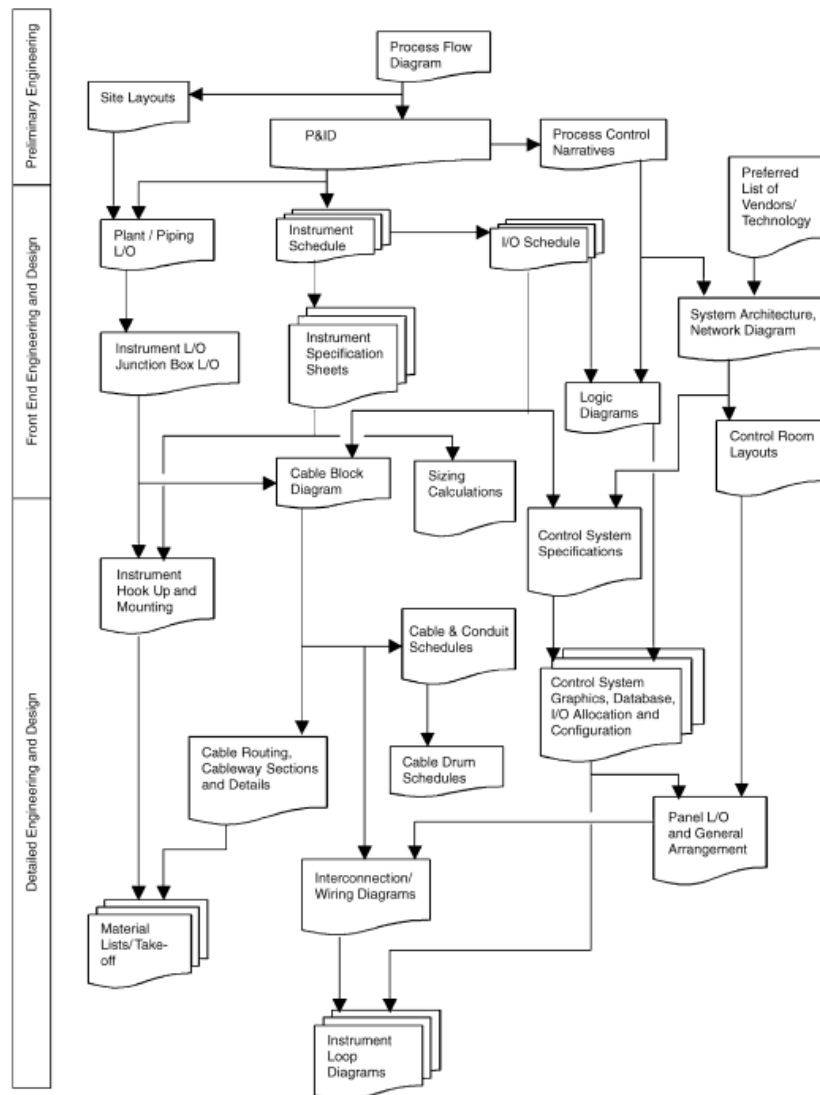 Preliminary Engineering
Front End Engineering and Design
Detailed Engineering and Design
Process Flow
Diagram
Site Layouts
P&ID
Process Control
Narratives
Preferred
List of
Vendors/
Technology
Plant / Piping
L/O
Instrument
Schedule
I/O Schedule
System Architecture,
Network Diagram
Instrument L/O
Junction Box L/O
Instrument
Specification
Sheets
Logic
Diagrams
Control Room
Layouts
Cable Block
Diagram
Sizing
Calculations
Control System
Specifications
Instrument
Hook Up and
Mounting
Cable & Conduit
Schedules
Control System
Graphics, Database,
I/O Allocation and
Configuration
Cable Routing,
Cableway Sections
and Details
Cable Drum
Schedules
Panel L/O
and General
Arrangement
Interconnection/
Wiring Diagrams
Material
Lists/Take-
off
Instrument
Loop
Diagrams